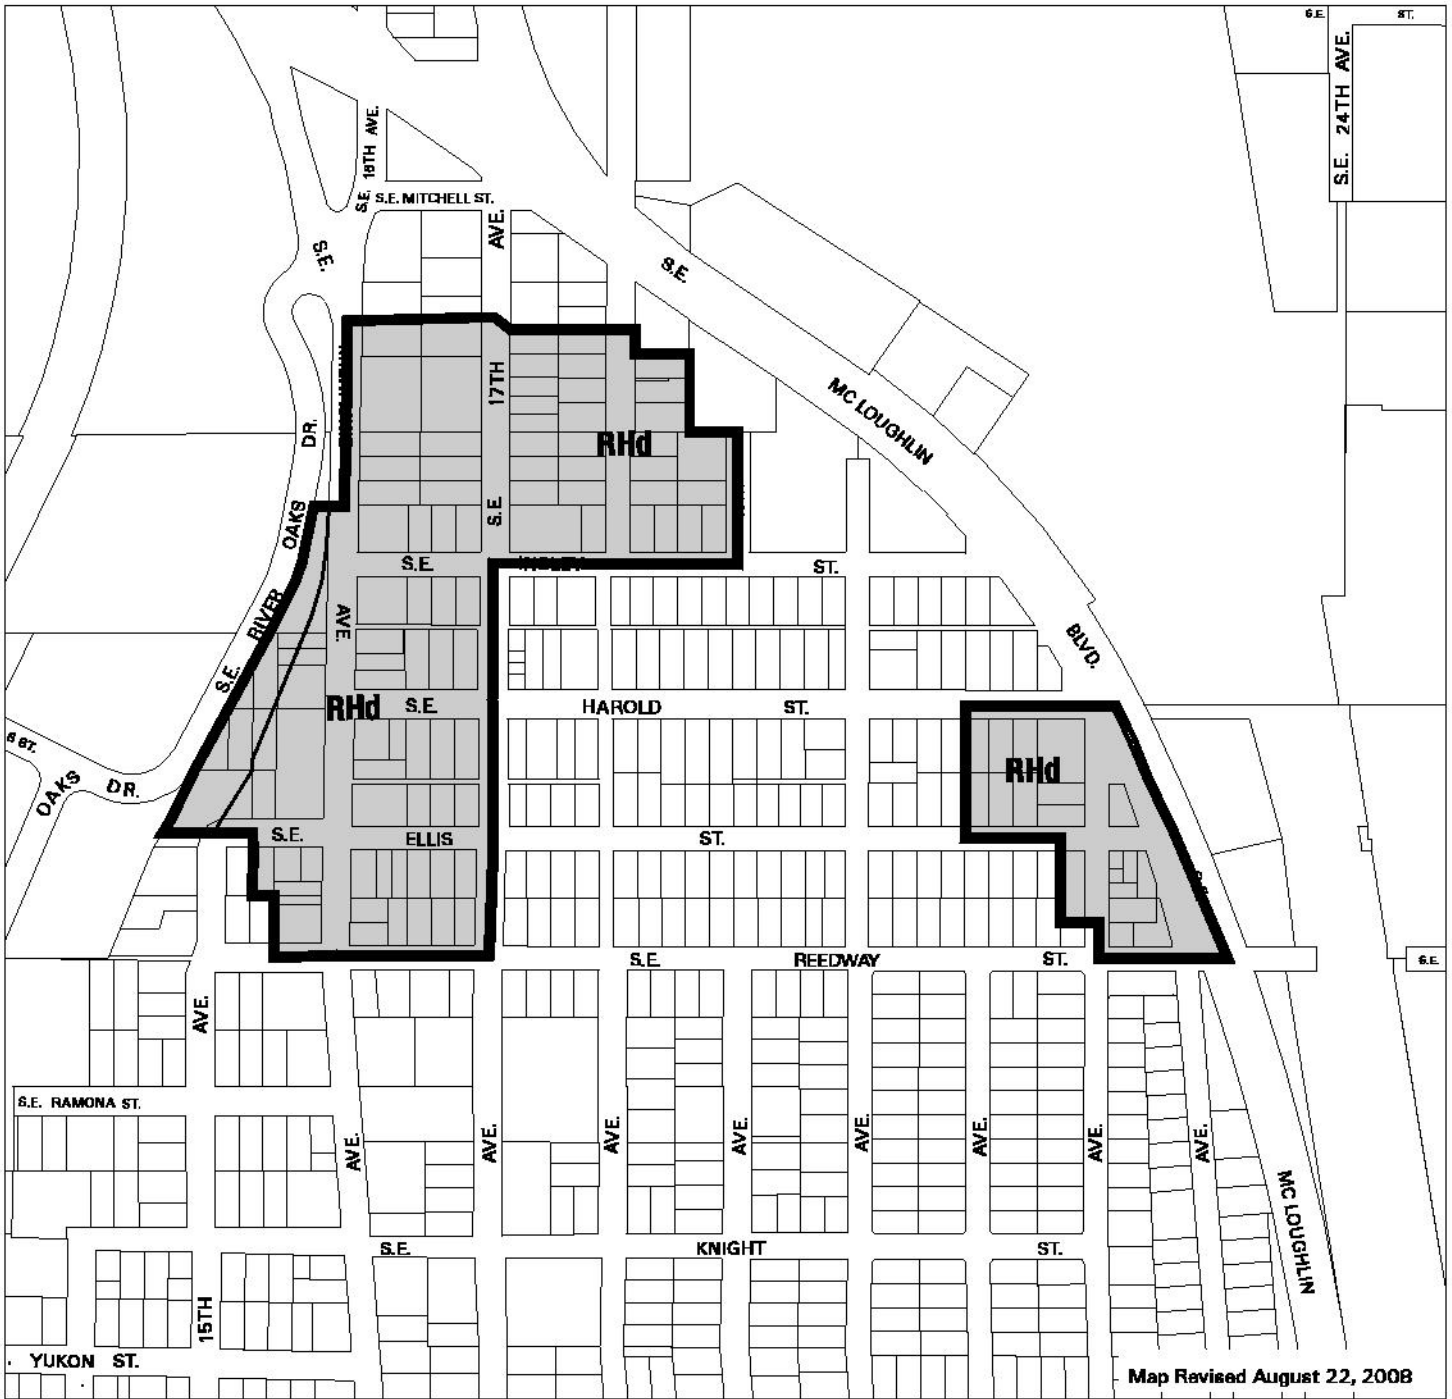 S.E. ST.
S.E. 24TH AVE.
S.E. 16TH AVE.
S.E. MITCHELL ST.
AVE.
S.E.
S.E.
17TH
S.E.
MC LOUGHLIN
BLVD.
RHd
DR.
OAKS
RIVER
S.E.
S.E.
ST.
AVE.
RHd
S.E.
HAROLD
ST.
S ST.
OAKS
DR.
RHd
S.E.
ELLIS
ST.
S.E.
REEDWAY
ST.
S.E.
AVE.
S.E. RAMONA ST.
AVE.
AVE.
AVE.
AVE.
AVE.
AVE.
AVE.
AVE.
MC LOUGHLIN
S.E.
KNIGHT
ST.
15TH
YUKON ST.
Map Revised August 22, 2008